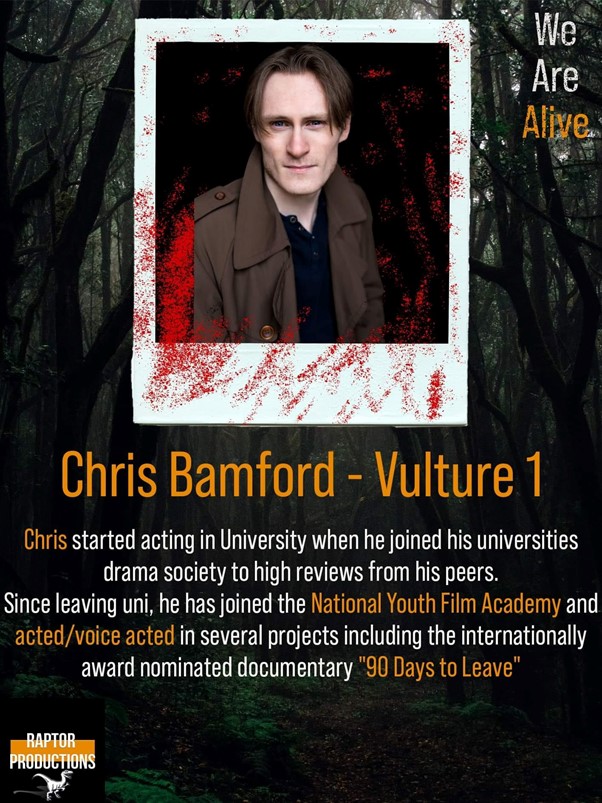 We
Are
Alive
Chris Bamford - Vulture 1
Chris started acting in University when he joined his universities
drama society to high reviews from his peers.
Since leaving uni, he has joined the National Youth Film Academy and
acted/voice acted in several projects including the internationally
award nominated documentary "90 Days to Leave"
RAPTOR
PRODUCTIONS